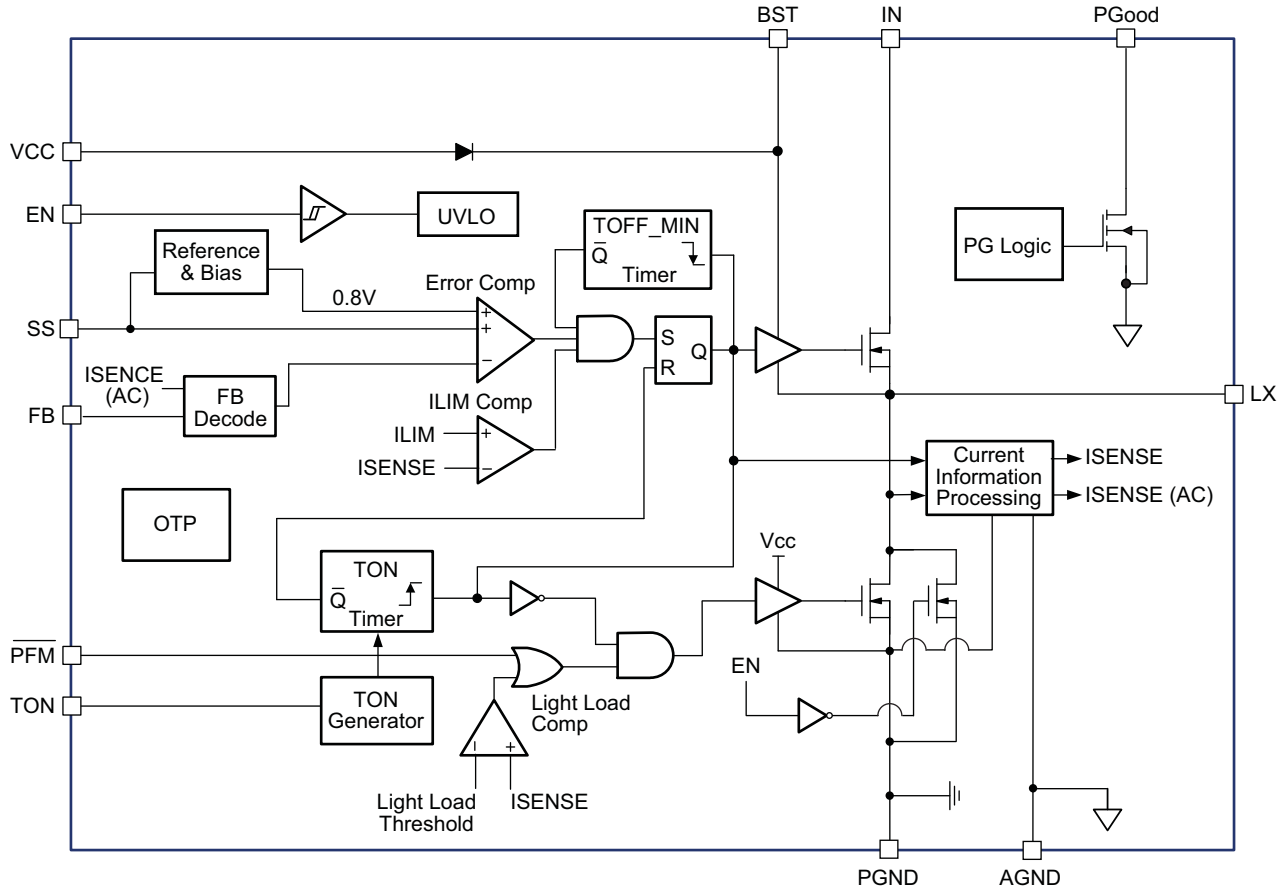 BST
IN
PGood
VCC
EN
UVLO
TOFF_MIN
Q̅
Timer
PG Logic
Reference
& Bias
Error Comp
0.8V
SS
+
+
−
S
R
Q
ISENCE
(AC)
FB
Decode
FB
ILIM Comp
ILIM
+
ISENSE
−
LX
Current
Information
Processing
ISENSE
ISENSE (AC)
OTP
TON
Q̅
Timer
Vcc
P̅F̅M̅
TON
TON
Generator
Light Load
Comp
EN
−
+
Light Load
Threshold
ISENSE
PGND
AGND